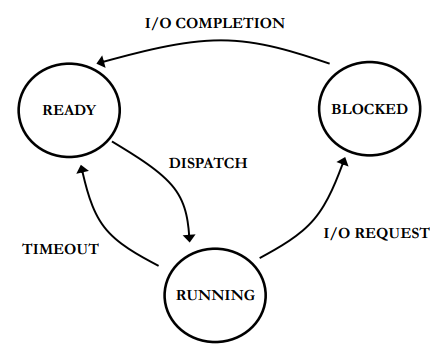 I/O COMPLETION
READY
BLOCKED
DISPATCH
TIMEOUT
I/O REQUEST
RUNNING